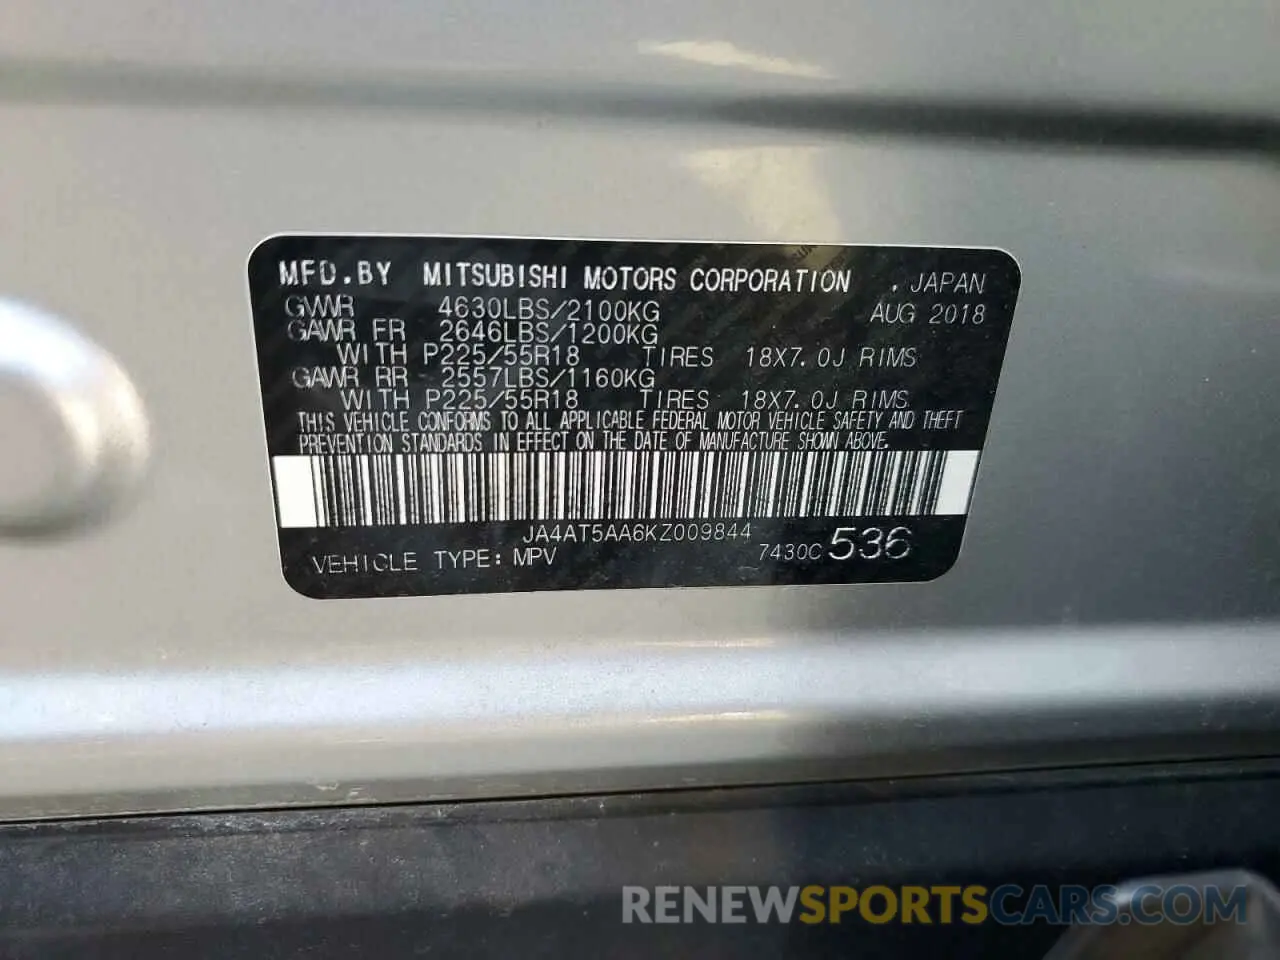 MFD.BY MITSUBISHI MOTORS CORPORATION . JAPAN
GVWR 4630LBS/2100KG AUG 2018
GAWR FR 2646LBS/1200KG
WITH P225/55R18 TIRES 18X7.0J RIMS
GAWR RR 2557LBS/1160KG
WITH P225/55R18 TIRES 18X7.0J RIMS
THIS VEHICLE CONFORMS TO ALL APPLICABLE FEDERAL MOTOR VEHICLE SAFETY AND THEFT
PREVENTION STANDARDS IN EFFECT ON THE DATE OF MANUFACTURE SHOWN ABOVE.
JA4AT5AA6KZ009844
VEHICLE TYPE: MPV 7430C 536
RENEWSPORTSCARS.COM